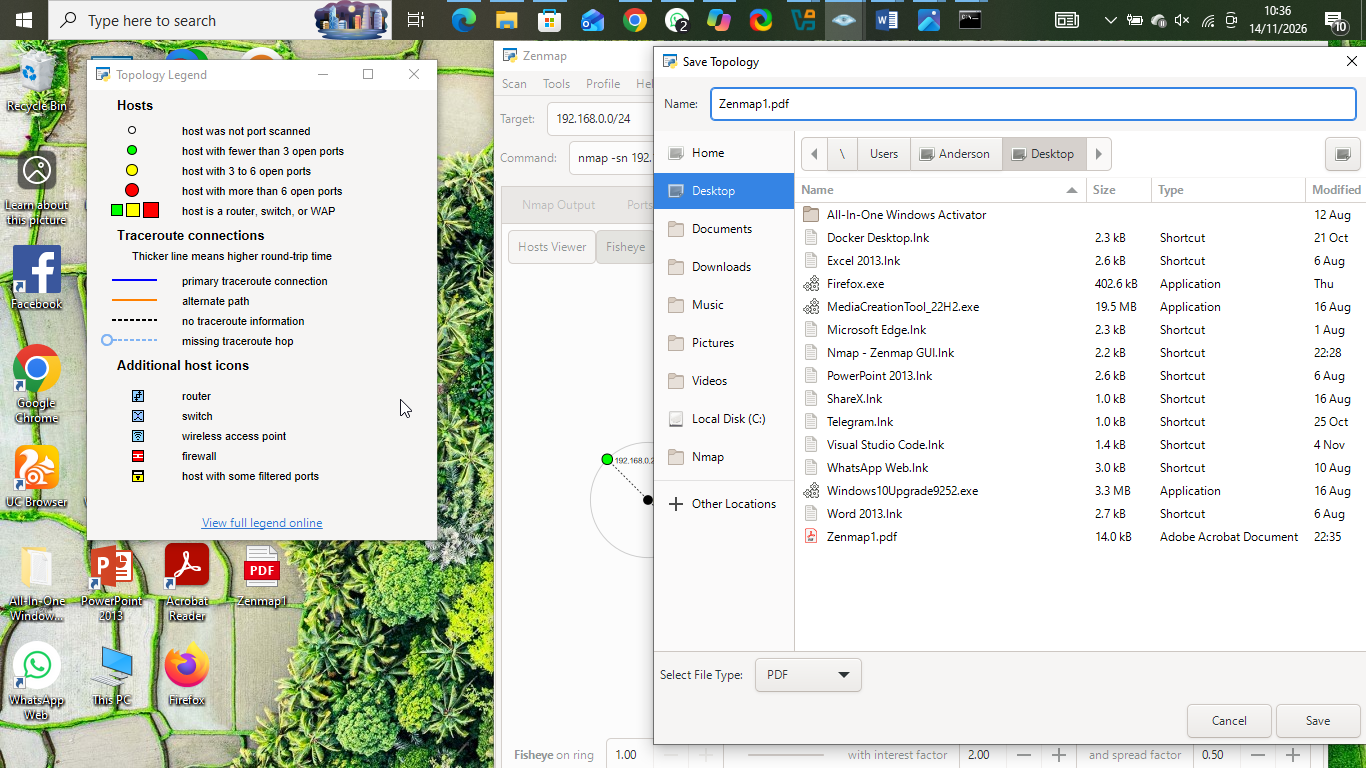 Type here to search
2
10:36
14/11/2026
10
Recycle Bin
Learn about
this picture
Facebook
Google
Chrome
UC Browser
All-In-One
Window...
PowerPoint
2013
Acrobat
Reader
PDF
Zenmap1
WhatsApp
Web
This PC
Firefox
Topology Legend
Hosts
host was not port scanned
host with fewer than 3 open ports
host with 3 to 6 open ports
host with more than 6 open ports
host is a router, switch, or WAP
Traceroute connections
Thicker line means higher round-trip time
primary traceroute connection
alternate path
no traceroute information
missing traceroute hop
Additional host icons
router
switch
wireless access point
firewall
host with some filtered ports
View full legend online
Zenmap
Scan Tools Profile Hel
Target: 192.168.0.0/24
Command: nmap -sn 192.
Nmap Output Ports
Hosts Viewer Fisheye
192.168.0.2
Fisheye on ring 1.00 with interest factor 2.00 and spread factor 0.50
Save Topology
Name: Zenmap1.pdf
Home
Desktop
Documents
Downloads
Music
Pictures
Videos
Local Disk (C:)
Nmap
Other Locations
\ Users Anderson Desktop
Name Size Type Modified
All-In-One Windows Activator 12 Aug
Docker Desktop.lnk 2.3 kB Shortcut 21 Oct
Excel 2013.lnk 2.6 kB Shortcut 6 Aug
Firefox.exe 402.6 kB Application Thu
MediaCreationTool_22H2.exe 19.5 MB Application 16 Aug
Microsoft Edge.lnk 2.3 kB Shortcut 1 Aug
Nmap - Zenmap GUI.lnk 2.2 kB Shortcut 22:28
PowerPoint 2013.lnk 2.6 kB Shortcut 6 Aug
ShareX.lnk 1.0 kB Shortcut 16 Aug
Telegram.lnk 1.0 kB Shortcut 25 Oct
Visual Studio Code.lnk 1.4 kB Shortcut 4 Nov
WhatsApp Web.lnk 3.0 kB Shortcut 10 Aug
Windows10Upgrade9252.exe 3.3 MB Application 16 Aug
Word 2013.lnk 2.7 kB Shortcut 6 Aug
Zenmap1.pdf 14.0 kB Adobe Acrobat Document 22:35
Select File Type: PDF
Cancel Save